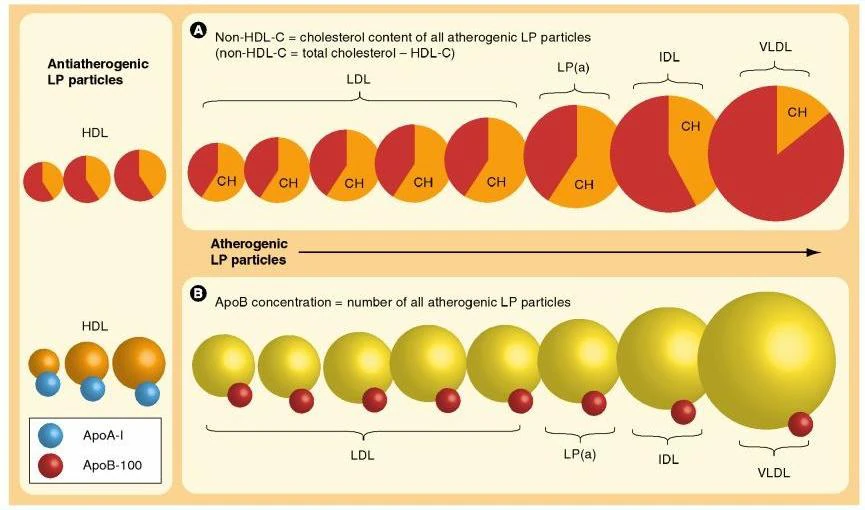 Antiatherogenic
LP particles
HDL
HDL
ApoA-I
ApoB-100
A
Non-HDL-C = cholesterol content of all atherogenic LP particles
(non-HDL-C = total cholesterol – HDL-C)
LDL
LP(a)
IDL
VLDL
CH
CH
CH
CH
CH
CH
CH
CH
Atherogenic
LP particles
B
ApoB concentration = number of all atherogenic LP particles
LDL
LP(a)
IDL
VLDL